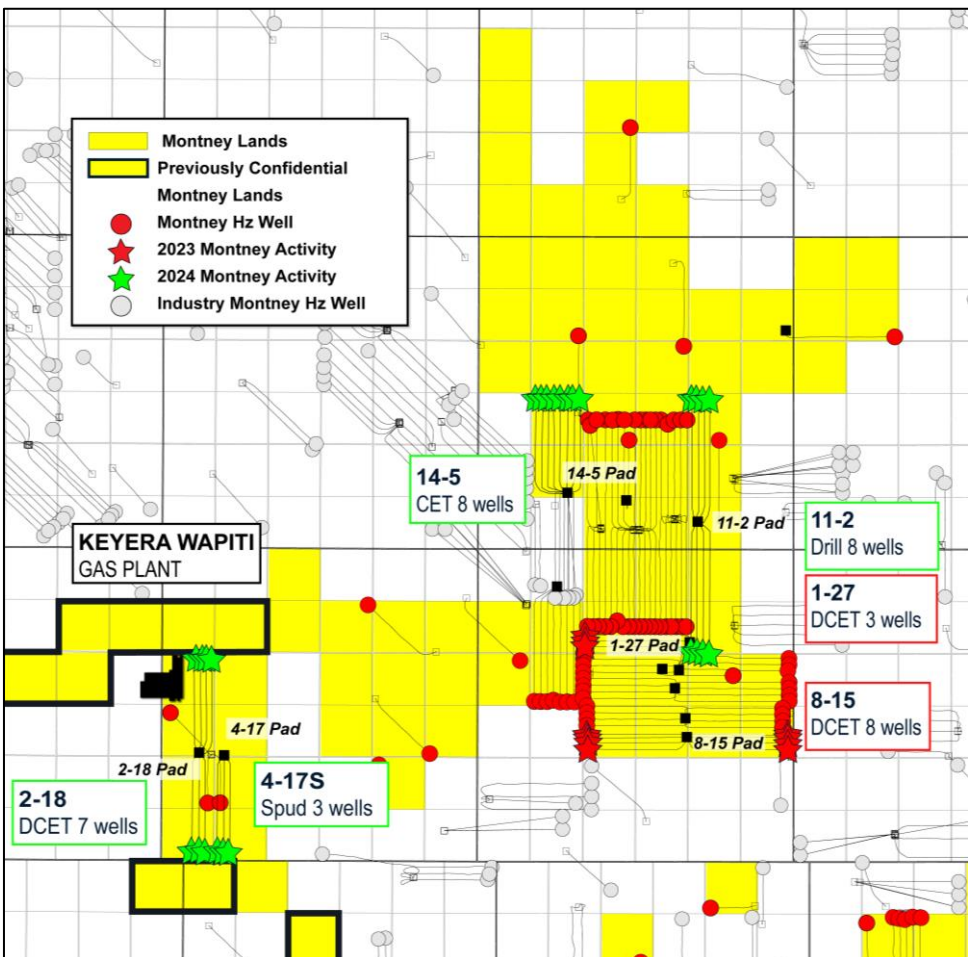 Montney Lands
Previously Confidential
Montney Lands
Montney Hz Well
2023 Montney Activity
2024 Montney Activity
Industry Montney Hz Well
14-5
CET 8 wells
14-5 Pad
11-2 Pad
11-2
Drill 8 wells
KEYERA WAPITI
GAS PLANT
1-27
DCET 3 wells
1-27 Pad
8-15
DCET 8 wells
8-15 Pad
4-17 Pad
2-18 Pad
2-18
DCET 7 wells
4-17S
Spud 3 wells